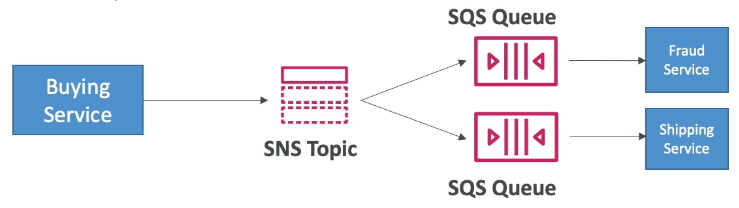 SQS Queue
Fraud
Service
Buying
Service
SNS Topic
Shipping
Service
SQS Queue